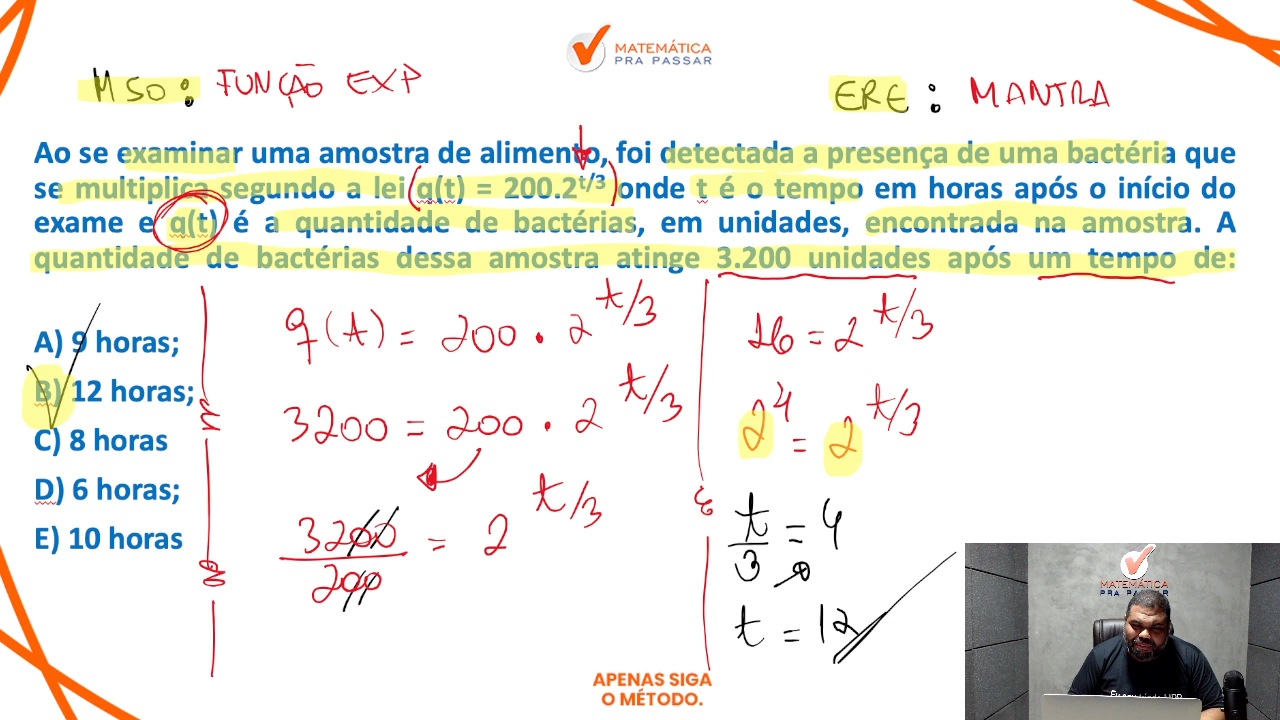 MATEMÁTICA
PRA PASSAR
MSO: FUNÇÃO EXP
ERE: MANTRA
Ao se examinar uma amostra de alimento, foi detectada a presença de uma bactéria que
se multiplica segundo a lei q(t) = 200.2^t/3 onde t é o tempo em horas após o início do
exame e q(t) é a quantidade de bactérias, em unidades, encontrada na amostra. A
quantidade de bactérias dessa amostra atinge 3.200 unidades após um tempo de:
A) 9 horas;
B) 12 horas;
C) 8 horas
D) 6 horas;
E) 10 horas
q(t) = 200 . 2^t/3
3200 = 200 . 2^t/3
3200/200 = 2^t/3
16 = 2^t/3
2^4 = 2^t/3
t/3 = 4
t = 12
MATEMÁTICA
PRA PASSAR
APENAS SIGA
O MÉTODO.